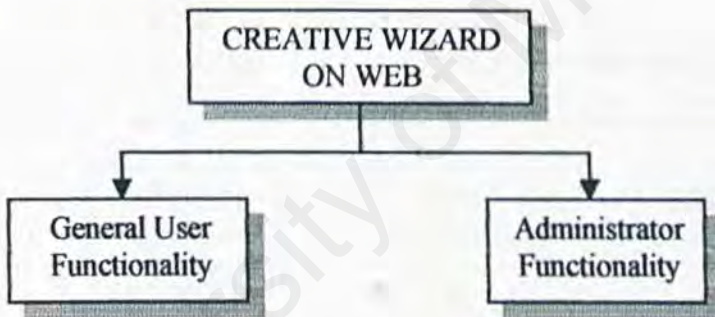 CREATIVE WIZARD
ON WEB
General User
Functionality
Administrator
Functionality